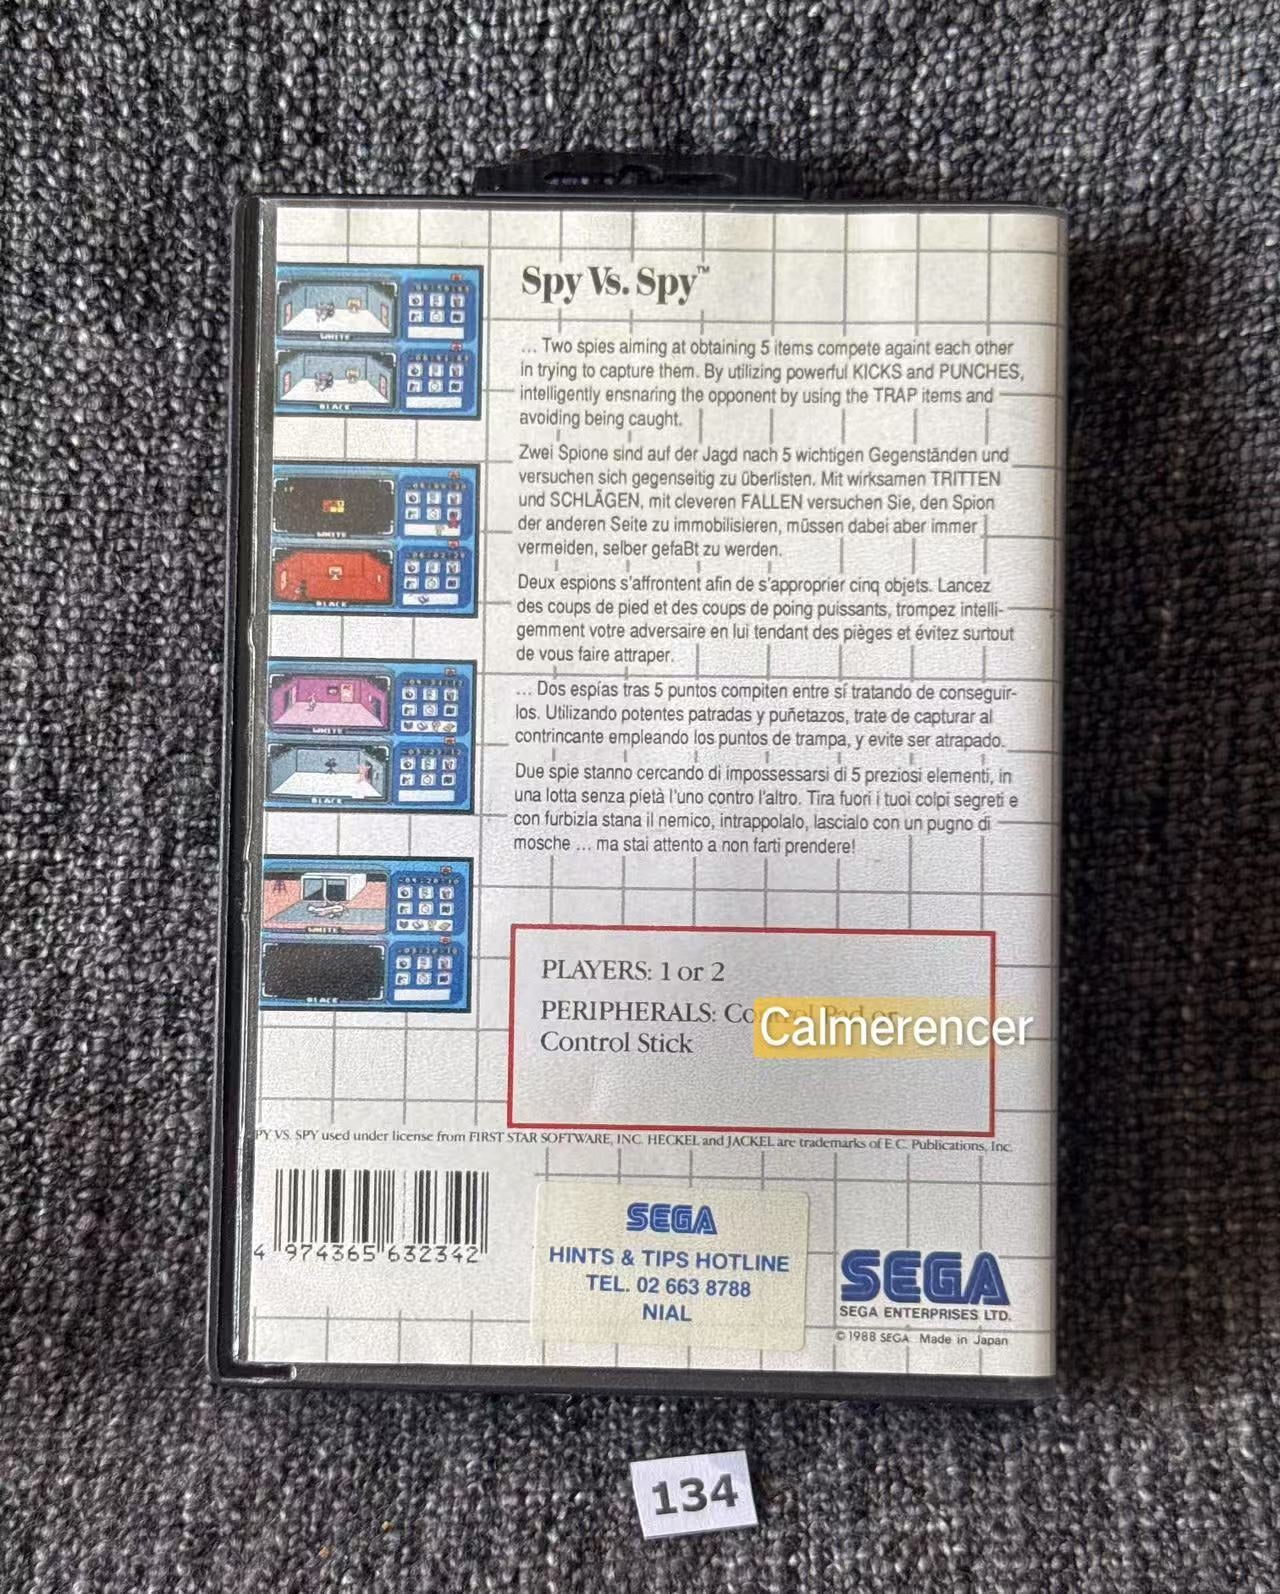 Spy Vs. Spy™
... Two spies aiming at obtaining 5 items compete againt each other
in trying to capture them. By utilizing powerful KICKS and PUNCHES,
intelligently ensnaring the opponent by using the TRAP items and
avoiding being caught.
Zwei Spione sind auf der Jagd nach 5 wichtigen Gegenständen und
versuchen sich gegenseitig zu überlisten. Mit wirksamen TRITTEN
und SCHLÄGEN, mit cleveren FALLEN versuchen Sie, den Spion
der anderen Seite zu immobilisieren, müssen dabei aber immer
vermeiden, selber gefaBt zu werden.
Deux espions s'affrontent afin de s'approprier cinq objets. Lancez
des coups de pied et des coups de poing puissants, trompez intelli-
gemment votre adversaire en lui tendant des pièges et évitez surtout
de vous faire attraper.
... Dos espías tras 5 puntos compiten entre sí tratando de conseguir-
los. Utilizando potentes patradas y puñetazos, trate de capturar al
contrincante empleando los puntos de trampa, y evite ser atrapado.
Due spie stanno cercando di impossessarsi di 5 preziosi elementi, in
una lotta senza pietà l'uno contro l'altro. Tira fuori i tuoi colpi segreti e
con furbizia stana il nemico, intrappolalo, lascialo con un pugno di
mosche ... ma stai attento a non farti prendere!
WHITE
BLACK
WHITE
BLACK
WHITE
BLACK
WHITE
BLACK
PLAYERS: 1 or 2
PERIPHERALS: Control Pad or
Control Stick
Calmerencer
PY VS. SPY used under license from FIRST STAR SOFTWARE, INC. HECKEL and JACKEL are trademarks of E.C. Publications, Inc.
4 974365 632342
SEGA
HINTS & TIPS HOTLINE
TEL. 02 663 8788
NIAL
SEGA
SEGA ENTERPRISES LTD.
©1988 SEGA Made in Japan
134